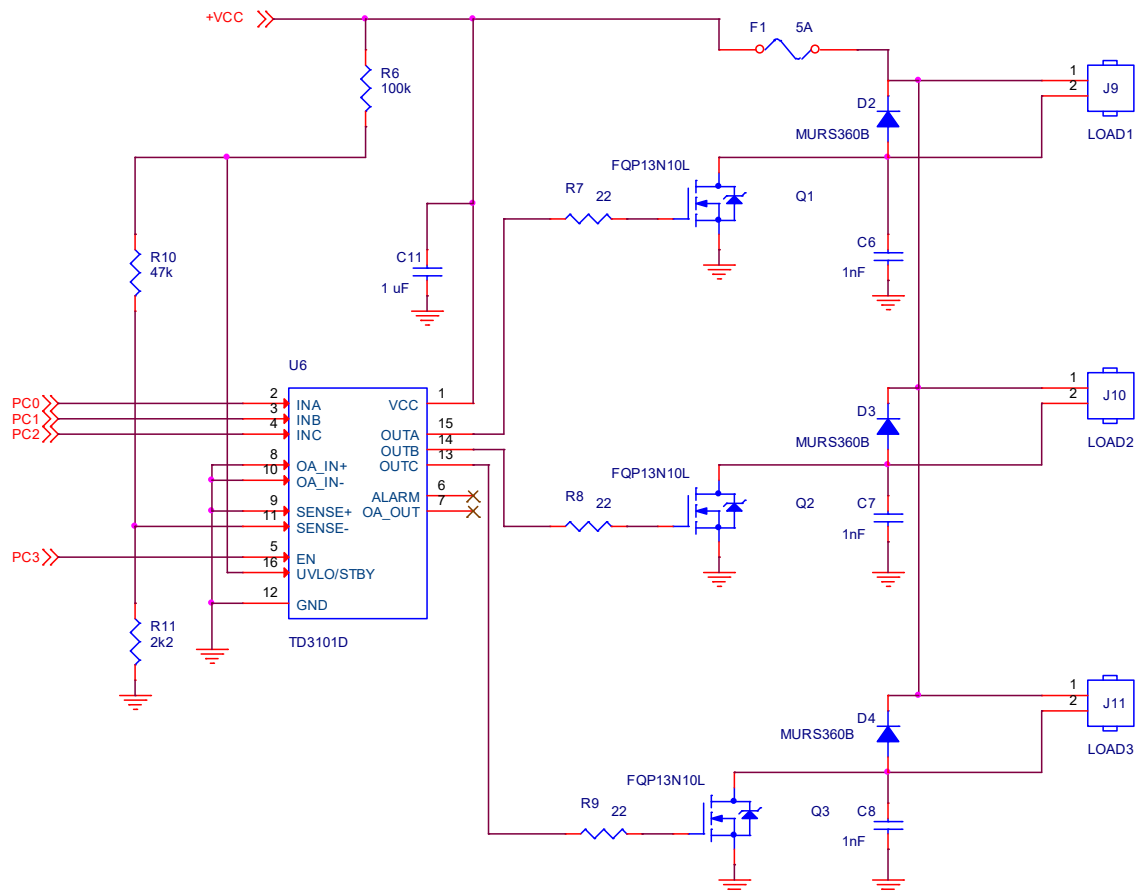 +VCC
F1 5A
R6
100k
1
2
J9
LOAD1
D2
MURS360B
FQP13N10L
R7
22
Q1
R10
47k
C11
1 uF
C6
1nF
U6
PC0
PC1
PC2
2
3
4
INA
INB
INC
VCC
1
OUTA
15
OUTB
14
OUTC
13
8
10
OA_IN+
OA_IN-
ALARM
6
OA_OUT
7
9
11
SENSE+
SENSE-
PC3
5
16
EN
UVLO/STBY
12
GND
TD3101D
R11
2k2
1
2
J10
LOAD2
D3
MURS360B
FQP13N10L
R8
22
Q2
C7
1nF
1
2
J11
LOAD3
D4
MURS360B
FQP13N10L
R9
22
Q3
C8
1nF